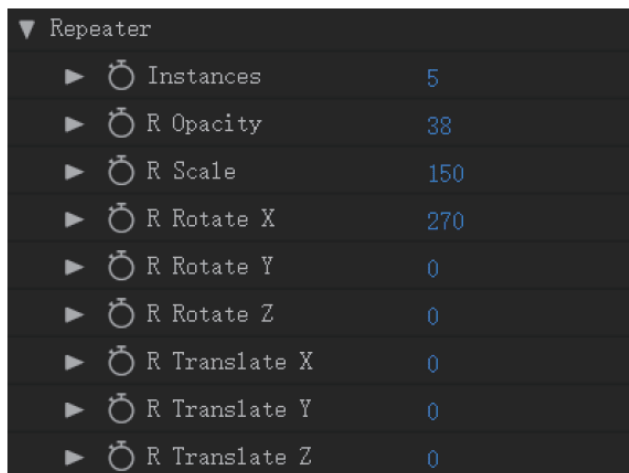 Repeater
Instances 5
R Opacity 38
R Scale 150
R Rotate X 270
R Rotate Y 0
R Rotate Z 0
R Translate X 0
R Translate Y 0
R Translate Z 0